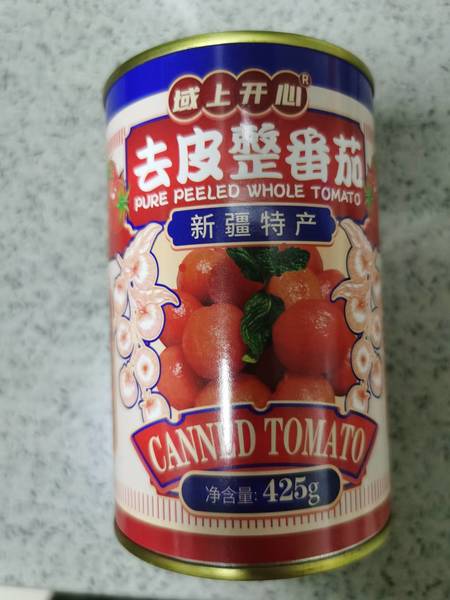 域上开心®
去皮整番茄
PURE PEELED WHOLE TOMATO
新疆特产
CANNED TOMATO
净含量: 425g